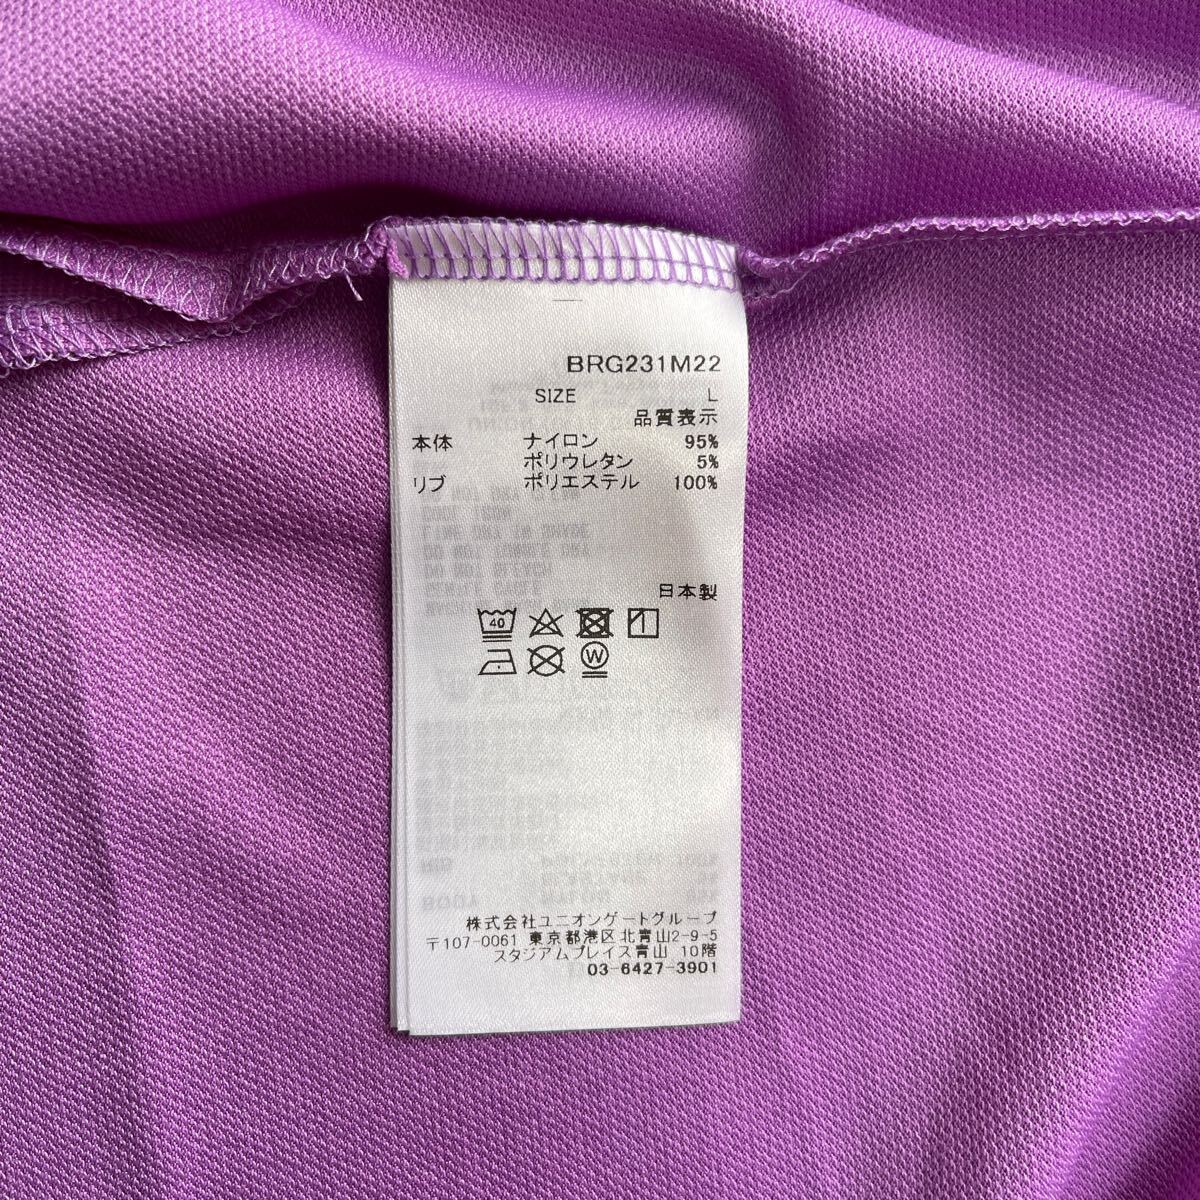 BRG231M22
SIZE L
品質表示
本体 ナイロン 95%
ポリウレタン 5%
リブ ポリエステル 100%
日本製
40
W
株式会社ユニオンゲートグループ
〒107-0061 東京都港区北青山2-9-5
スタジアムプレイス青山 10階
03-6427-3901